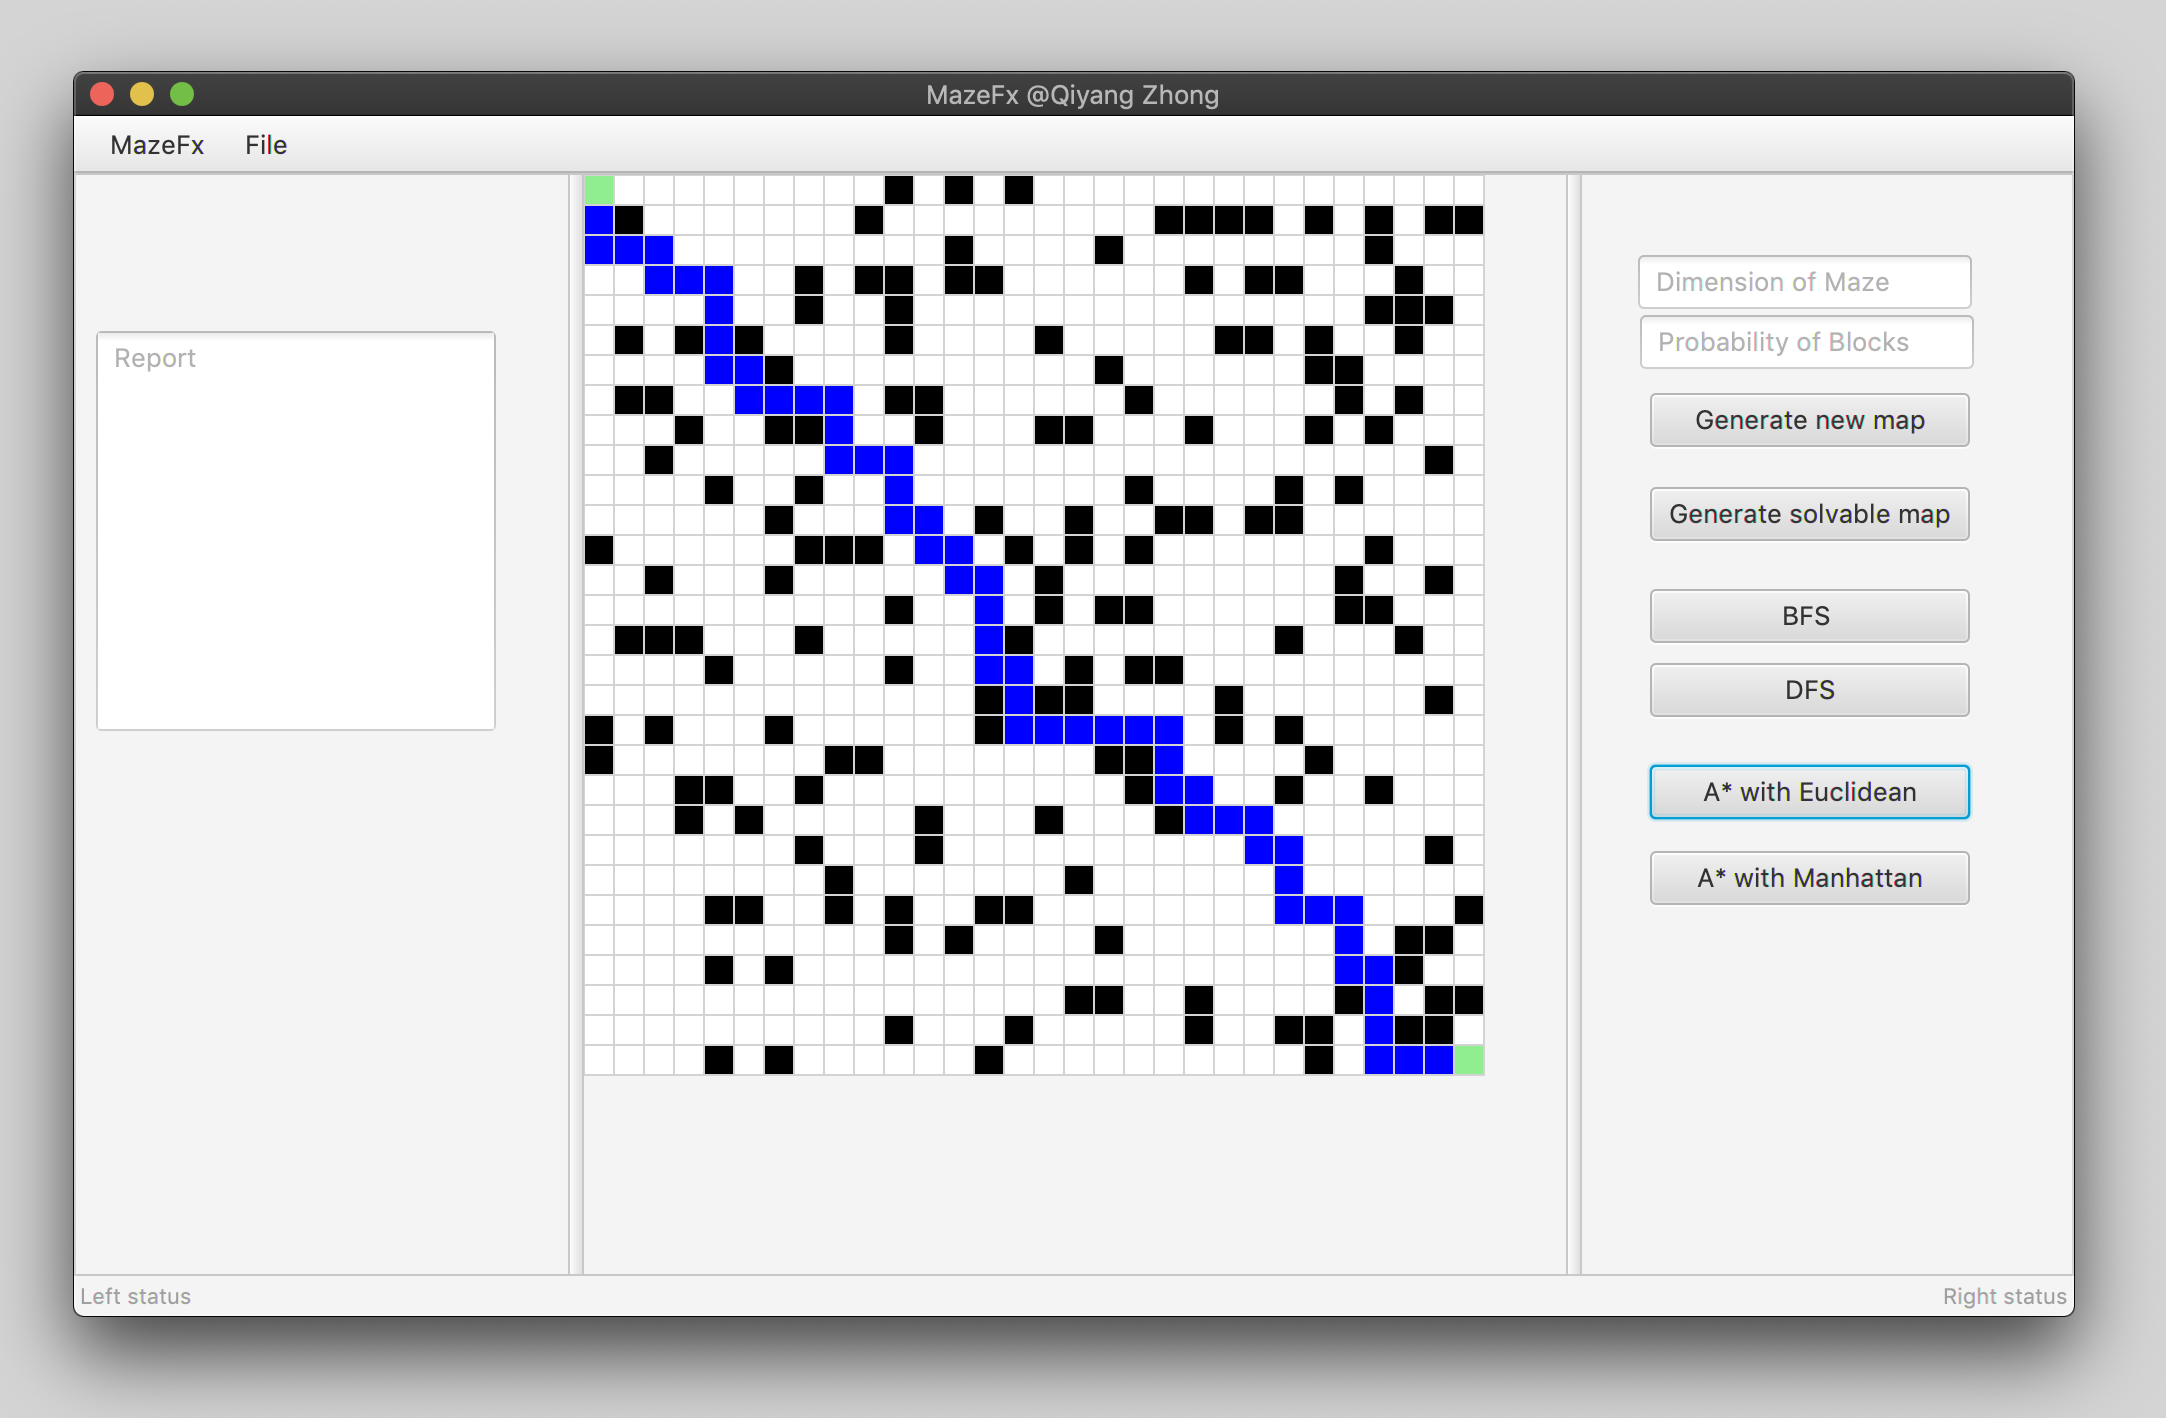 MazeFx @Qiyang Zhong
MazeFx File
Report
Dimension of Maze
Probability of Blocks
Generate new map
Generate solvable map
BFS
DFS
A* with Euclidean
A* with Manhattan
Left status
Right status